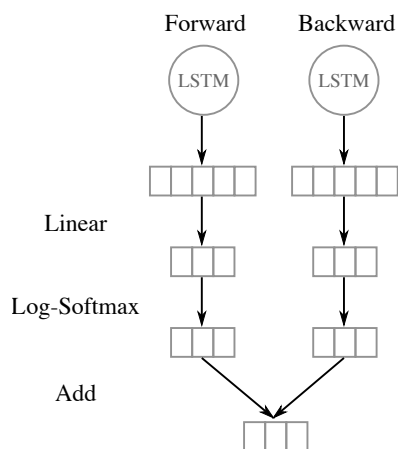 Forward Backward
LSTM LSTM
Linear
Log-Softmax
Add